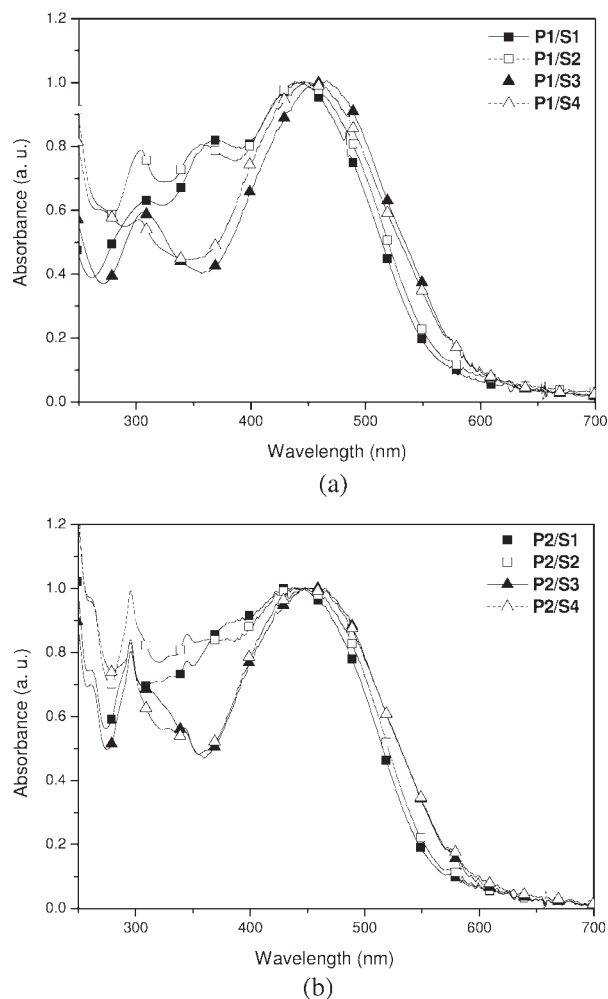 1.2
1.0
0.8
0.6
0.4
0.2
0.0
Absorbance (a. u.)
P1/S1
P1/S2
P1/S3
P1/S4
300 400 500 600 700
Wavelength (nm)
(a)
1.2
1.0
0.8
0.6
0.4
0.2
0.0
Absorbance (a. u.)
P2/S1
P2/S2
P2/S3
P2/S4
300 400 500 600 700
Wavelength (nm)
(b)